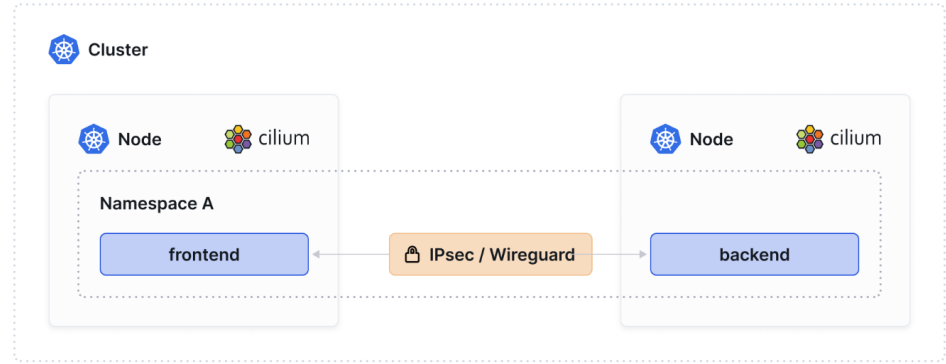 Cluster
Node
cilium
Node
cilium
Namespace A
frontend
IPsec / Wireguard
backend